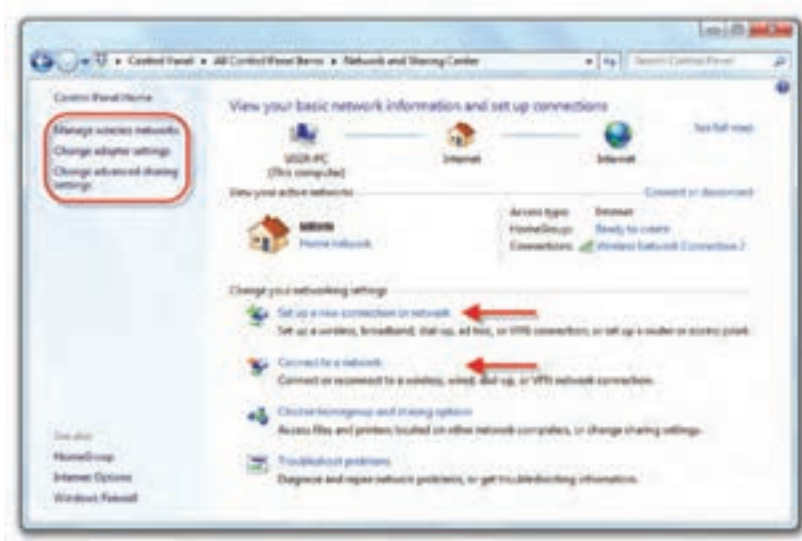 Control Panel ▸ All Control Panel Items ▸ Network and Sharing Center
Search Control Panel
Control Panel Home
Manage wireless networks
Change adapter settings
Change advanced sharing
settings
View your basic network information and set up connections
See full map
USER-PC
(This computer)
Internet
View your active networks
Connect or disconnect
Home network
Access type: Internet
HomeGroup: Ready to create
Connections: Wireless Network Connection 2
Change your networking settings
Set up a new connection or network
Set up a wireless, broadband, dial-up, ad hoc, or VPN connection; or set up a router or access point.
Connect to a network
Connect or reconnect to a wireless, wired, dial-up, or VPN network connection.
Choose homegroup and sharing options
Access files and printers located on other network computers, or change sharing settings.
Troubleshoot problems
Diagnose and repair network problems, or get troubleshooting information.
See also
HomeGroup
Internet Options
Windows Firewall